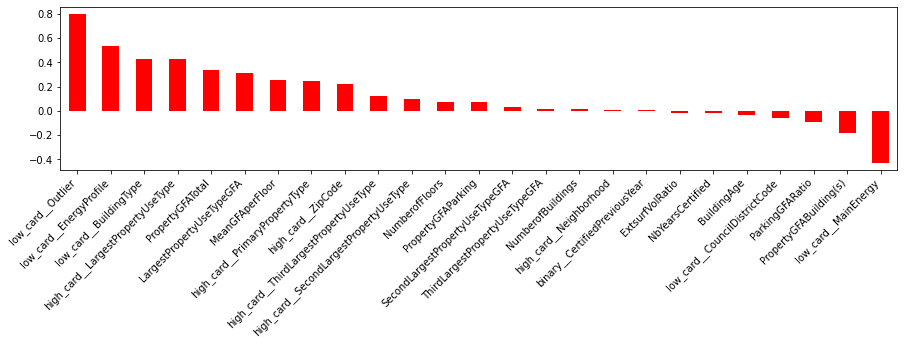 0.8
0.6
0.4
0.2
0.0
−0.2
−0.4
low_card__Outlier
low_card__EnergyProfile
low_card__BuildingType
high_card__LargestPropertyUseType
PropertyGFATotal
LargestPropertyUseTypeGFA
MeanGFAperFloor
high_card__PrimaryPropertyType
high_card__ZipCode
high_card__ThirdLargestPropertyUseType
high_card__SecondLargestPropertyUseType
NumberofFloors
PropertyGFAParking
SecondLargestPropertyUseTypeGFA
ThirdLargestPropertyUseTypeGFA
NumberofBuildings
high_card__Neighborhood
binary__CertifiedPreviousYear
ExtsurfVolRatio
NbYearsCertified
BuildingAge
low_card__CouncilDistrictCode
ParkingGFARatio
PropertyGFABuilding(s)
low_card__MainEnergy